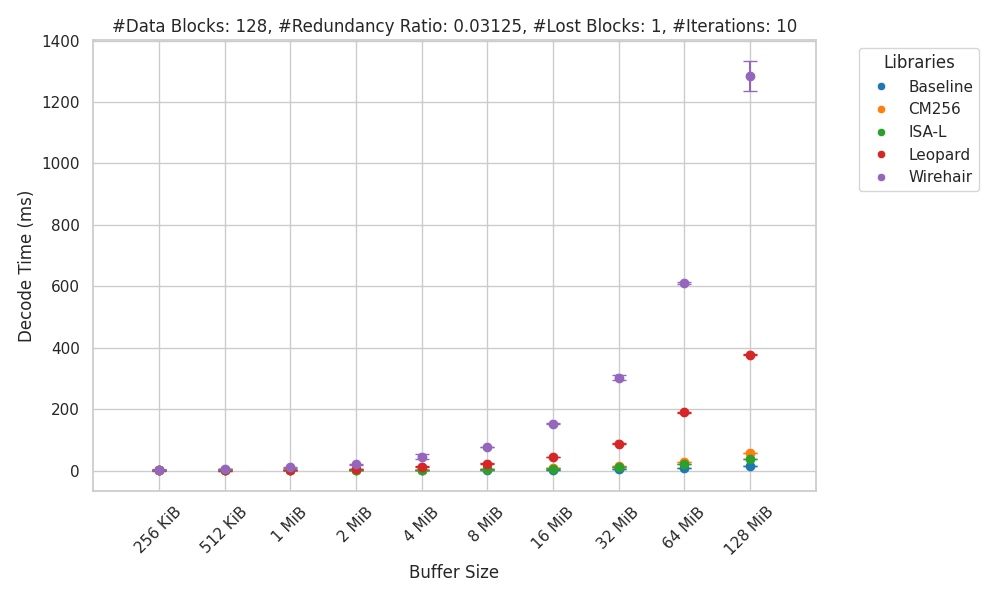 #Data Blocks: 128, #Redundancy Ratio: 0.03125, #Lost Blocks: 1, #Iterations: 10
1400
1200
1000
800
600
400
200
0
Decode Time (ms)
256 KiB
512 KiB
1 MiB
2 MiB
4 MiB
8 MiB
16 MiB
32 MiB
64 MiB
128 MiB
Buffer Size
Libraries
Baseline
CM256
ISA-L
Leopard
Wirehair